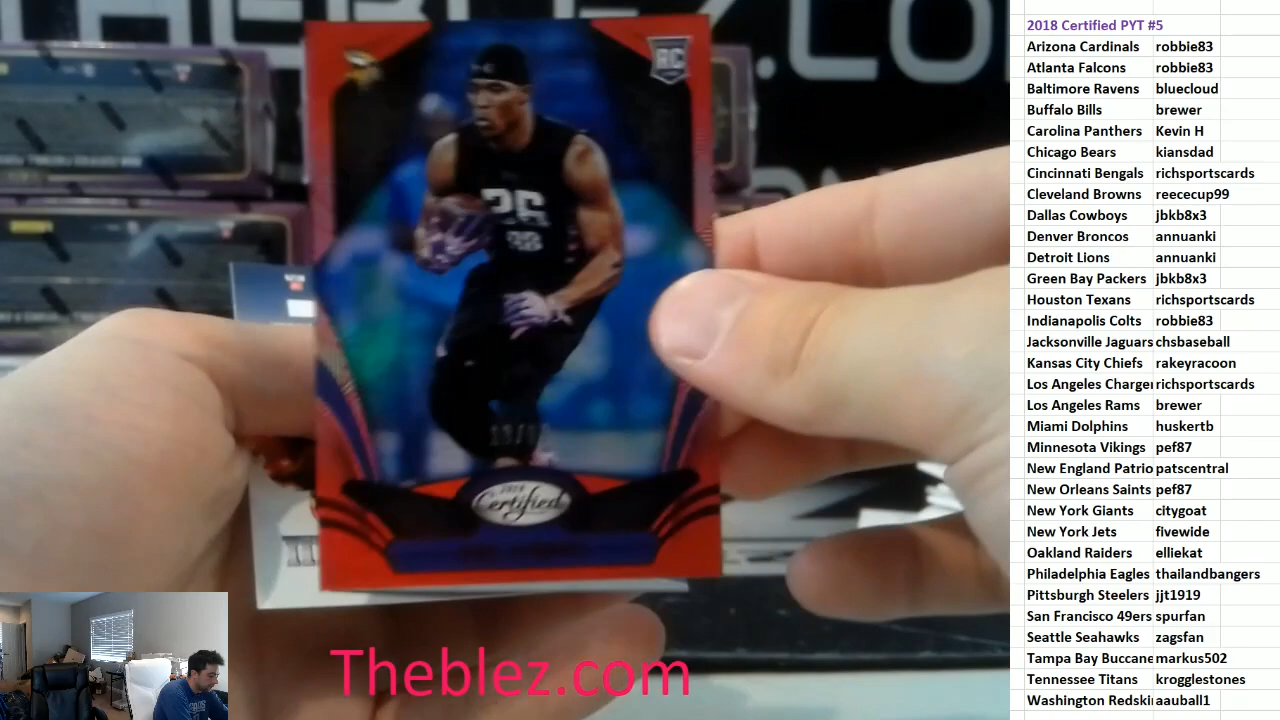 2018 Certified PYT #5
Arizona Cardinals robbie83
Atlanta Falcons robbie83
Baltimore Ravens bluecloud
Buffalo Bills brewer
Carolina Panthers Kevin H
Chicago Bears kiansdad
Cincinnati Bengals richsportscards
Cleveland Browns reececup99
Dallas Cowboys jbkb8x3
Denver Broncos annuanki
Detroit Lions annuanki
Green Bay Packers jbkb8x3
Houston Texans richsportscards
Indianapolis Colts robbie83
Jacksonville Jaguars chsbaseball
Kansas City Chiefs rakeyracoon
Los Angeles Charger richsportscards
Los Angeles Rams brewer
Miami Dolphins huskertb
Minnesota Vikings pef87
New England Patrio patscentral
New Orleans Saints pef87
New York Giants citygoat
New York Jets fivewide
Oakland Raiders elliekat
Philadelphia Eagles thailandbangers
Pittsburgh Steelers jjt1919
San Francisco 49ers spurfan
Seattle Seahawks zagsfan
Tampa Bay Buccane markus502
Tennessee Titans krogglestones
Washington Redski aauball1
RC
2018
Certified
Theblez.com